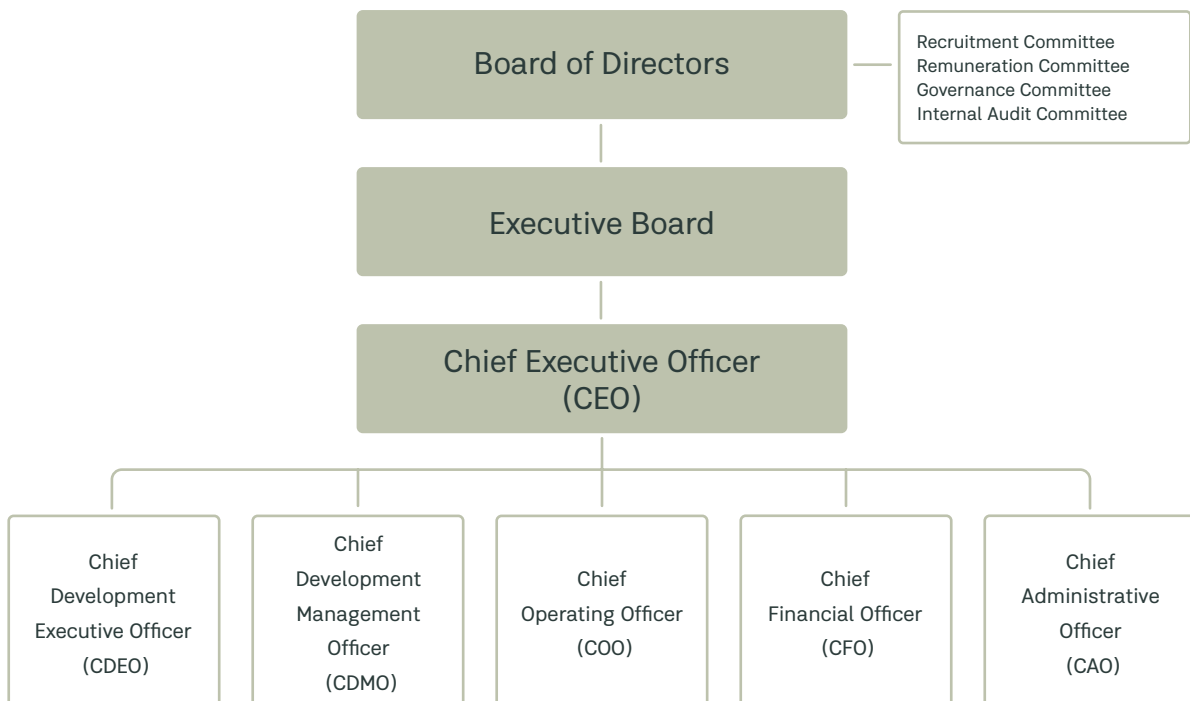 Board of Directors
Recruitment Committee
Remuneration Committee
Governance Committee
Internal Audit Committee
Executive Board
Chief Executive Officer
(CEO)
Chief
Development
Executive Officer
(CDEO)
Chief
Development
Management
Officer
(CDMO)
Chief
Operating Officer
(COO)
Chief
Financial Officer
(CFO)
Chief
Administrative
Officer
(CAO)